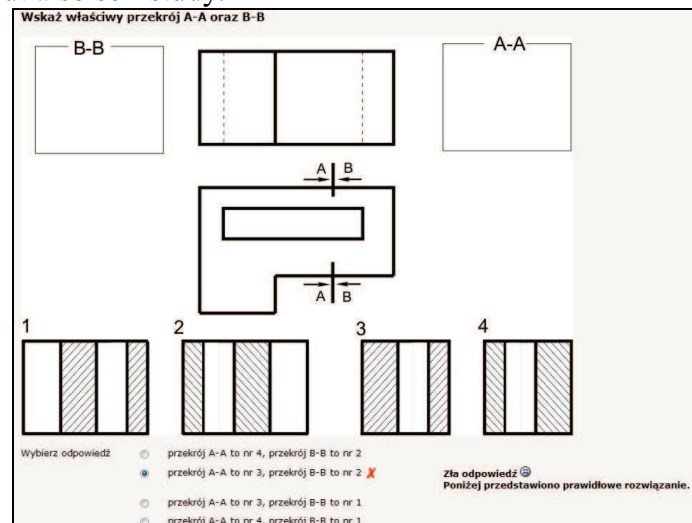 Wskaż właściwy przekrój A-A oraz B-B
B-B
A-A
A B
A B
1 2 3 4
Wybierz odpowiedź
przekrój A-A to nr 4, przekrój B-B to nr 2
przekrój A-A to nr 3, przekrój B-B to nr 2
Zła odpowiedź
Poniżej przedstawiono prawidłowe rozwiązanie.
przekrój A-A to nr 3, przekrój B-B to nr 1
przekrój A-A to nr 4, przekrój B-B to nr 1